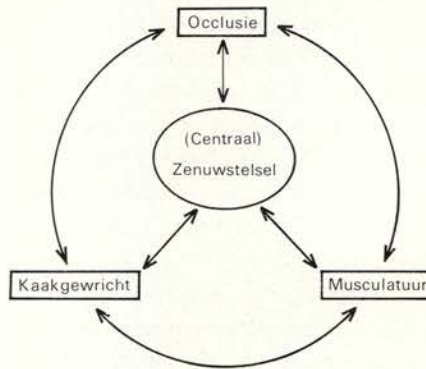 Occlusie
(Centraal)
Zenuwstelsel
Kaakgewricht
Musculatuur